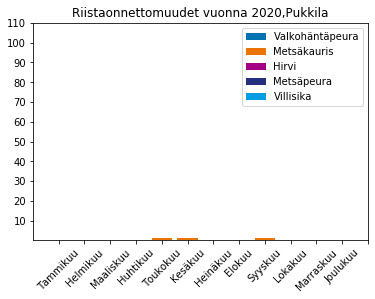 Riistaonnettomuudet vuonna 2020,Pukkila
110
100
90
80
70
60
50
40
30
20
10
Valkohäntäpeura
Metsäkauris
Hirvi
Metsäpeura
Villisika
Tammikuu
Helmikuu
Maaliskuu
Huhtikuu
Toukokuu
Kesäkuu
Heinäkuu
Elokuu
Syyskuu
Lokakuu
Marraskuu
Joulukuu